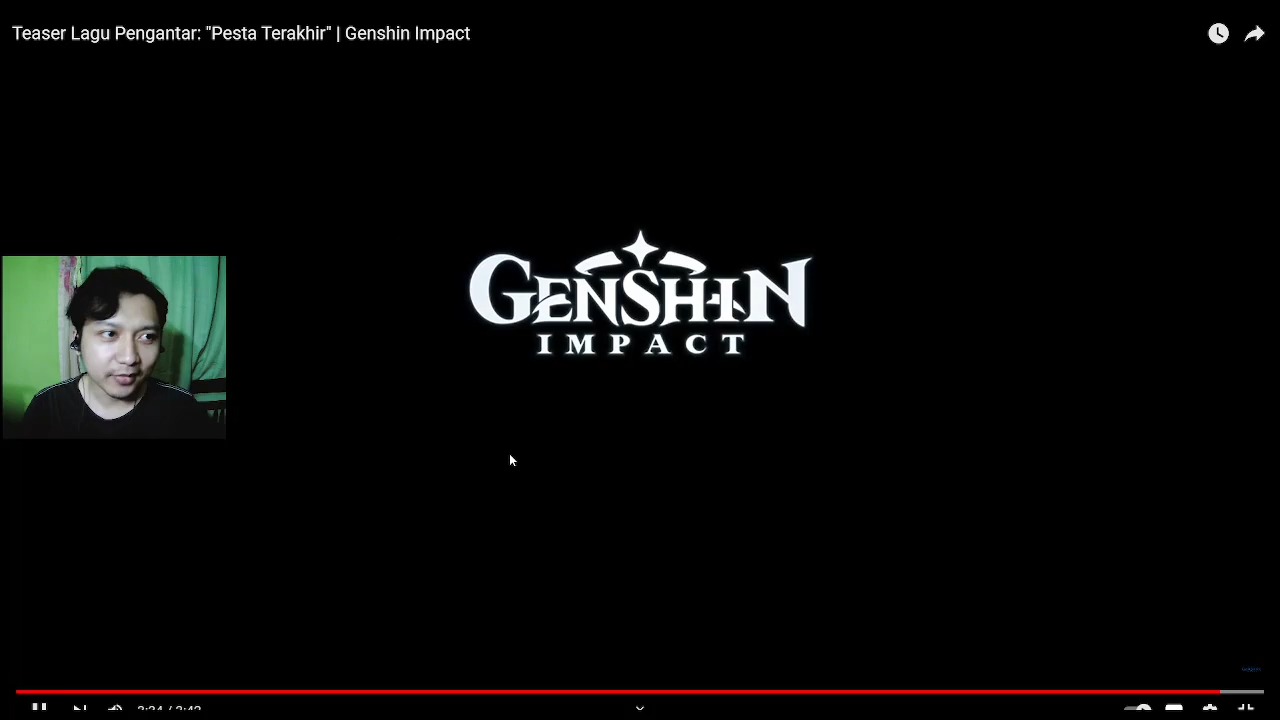 Teaser Lagu Pengantar: "Pesta Terakhir" | Genshin Impact
GENSHIN
IMPACT